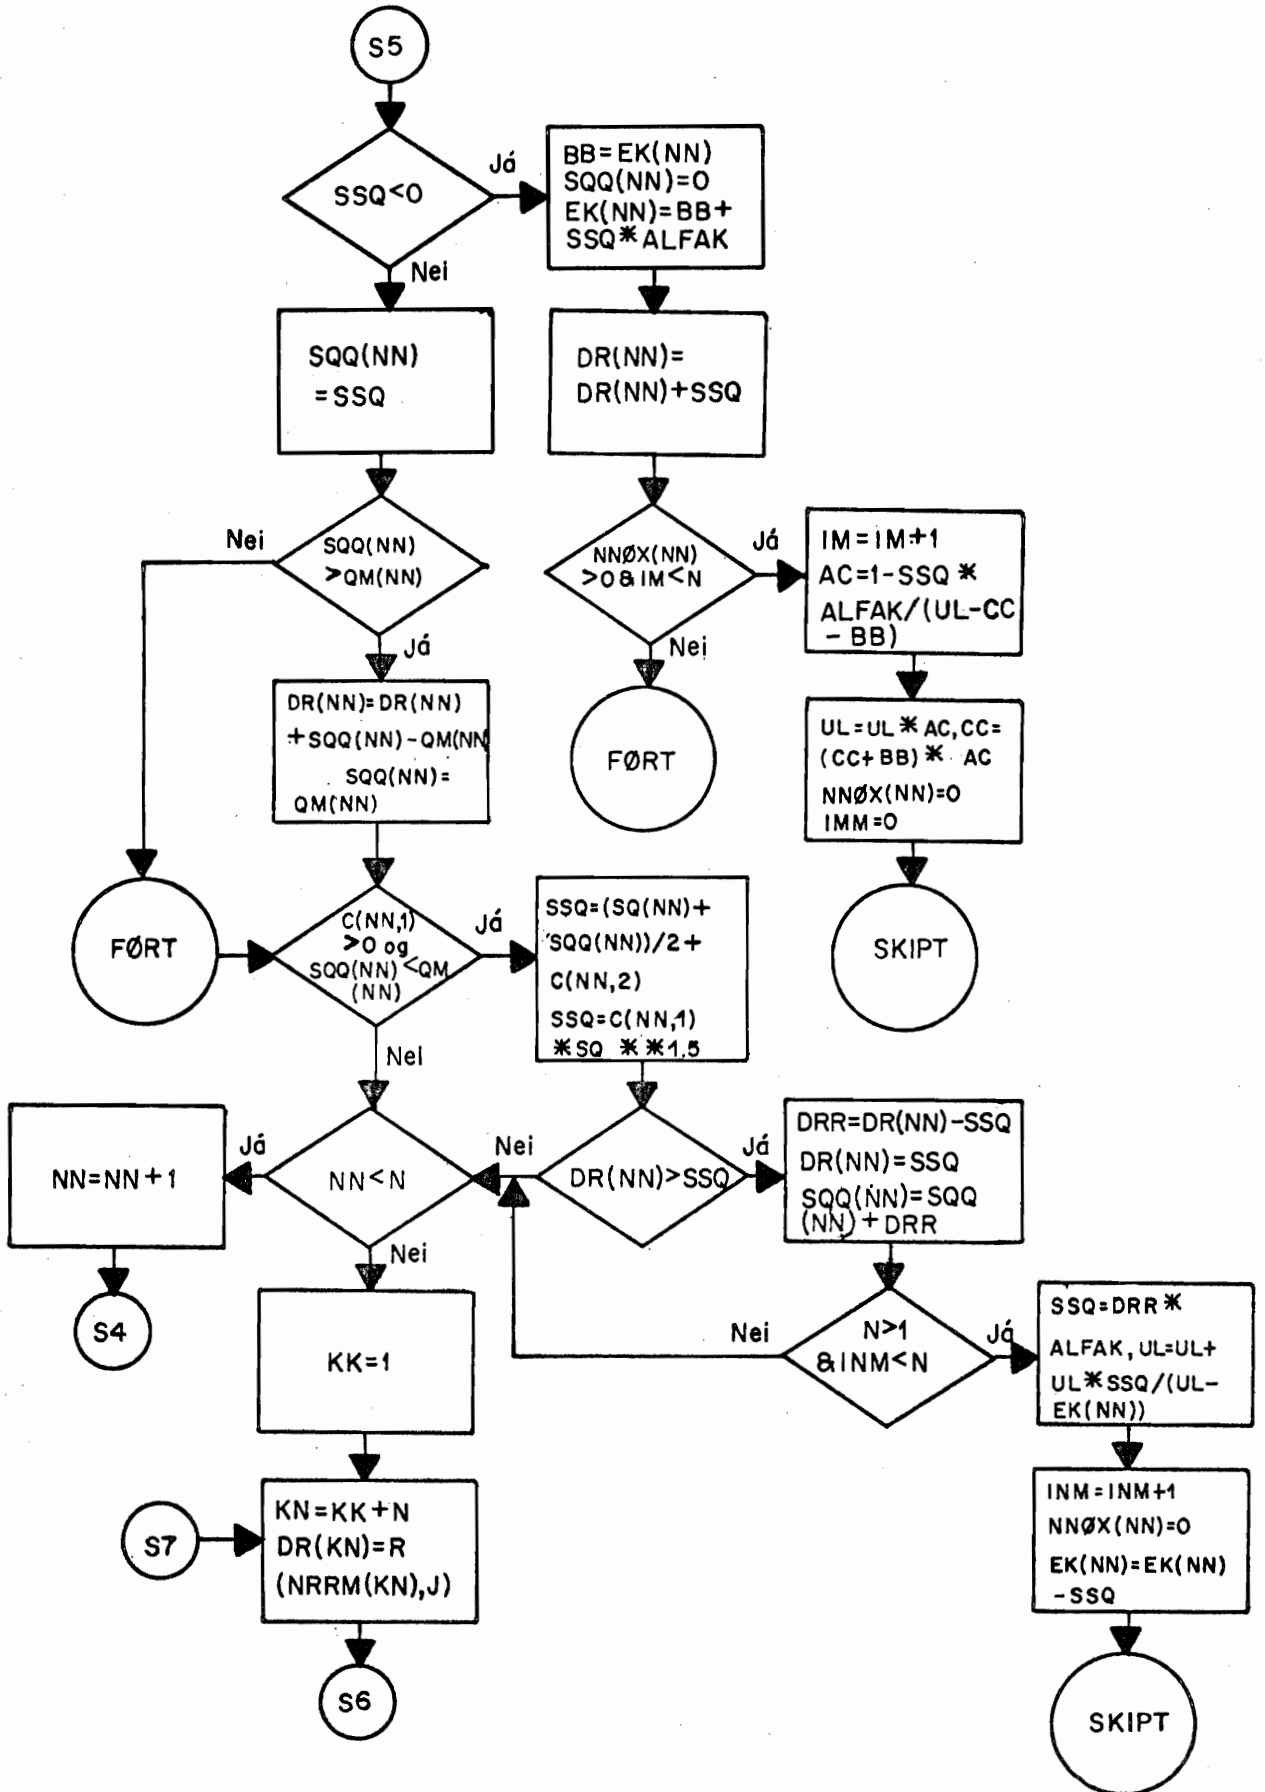 S5
SSQ<0
Já
Nei
BB=EK(NN)
SQQ(NN)=0
EK(NN)=BB+
SSQ*ALFAK
SQQ(NN)
=SSQ
DR(NN)=
DR(NN)+SSQ
SQQ(NN)
>QM(NN)
Nei
Já
NNØX(NN)
>0&IM<N
Já
Nei
IM=IM+1
AC=1-SSQ*
ALFAK/(UL-CC
-BB)
DR(NN)=DR(NN)
+SQQ(NN)-QM(NN
SQQ(NN)=
QM(NN)
FØRT
UL=UL*AC,CC=
(CC+BB)* AC
NNØX(NN)=0
IMM=0
FØRT
C(NN,1)
>0 og
SQQ(NN)<QM
(NN)
Já
Nei
SSQ=(SQ(NN)+
SQQ(NN))/2+
C(NN,2)
SSQ=C(NN,1)
*SQ **1.5
SKIPT
NN=NN+1
Já
NN<N
Nei
Nei
DR(NN)>SSQ
Já
DRR=DR(NN)-SSQ
DR(NN)=SSQ
SQQ(NN)=SQQ
(NN)+DRR
S4
KK=1
Nei
N>1
&INM<N
Já
SSQ=DRR*
ALFAK,UL=UL+
UL*SSQ/(UL-
EK(NN))
S7
KN=KK+N
DR(KN)=R
(NRRM(KN),J)
INM=INM+1
NNØX(NN)=0
EK(NN)=EK(NN)
-SSQ
S6
SKIPT